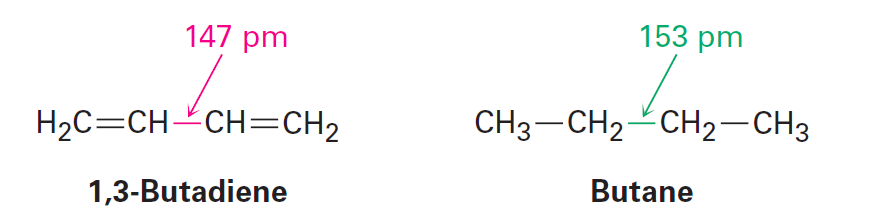 147 pm 153 pm
H₂C=CH—CH=CH₂ CH₃—CH₂—CH₂—CH₃
1,3-Butadiene Butane